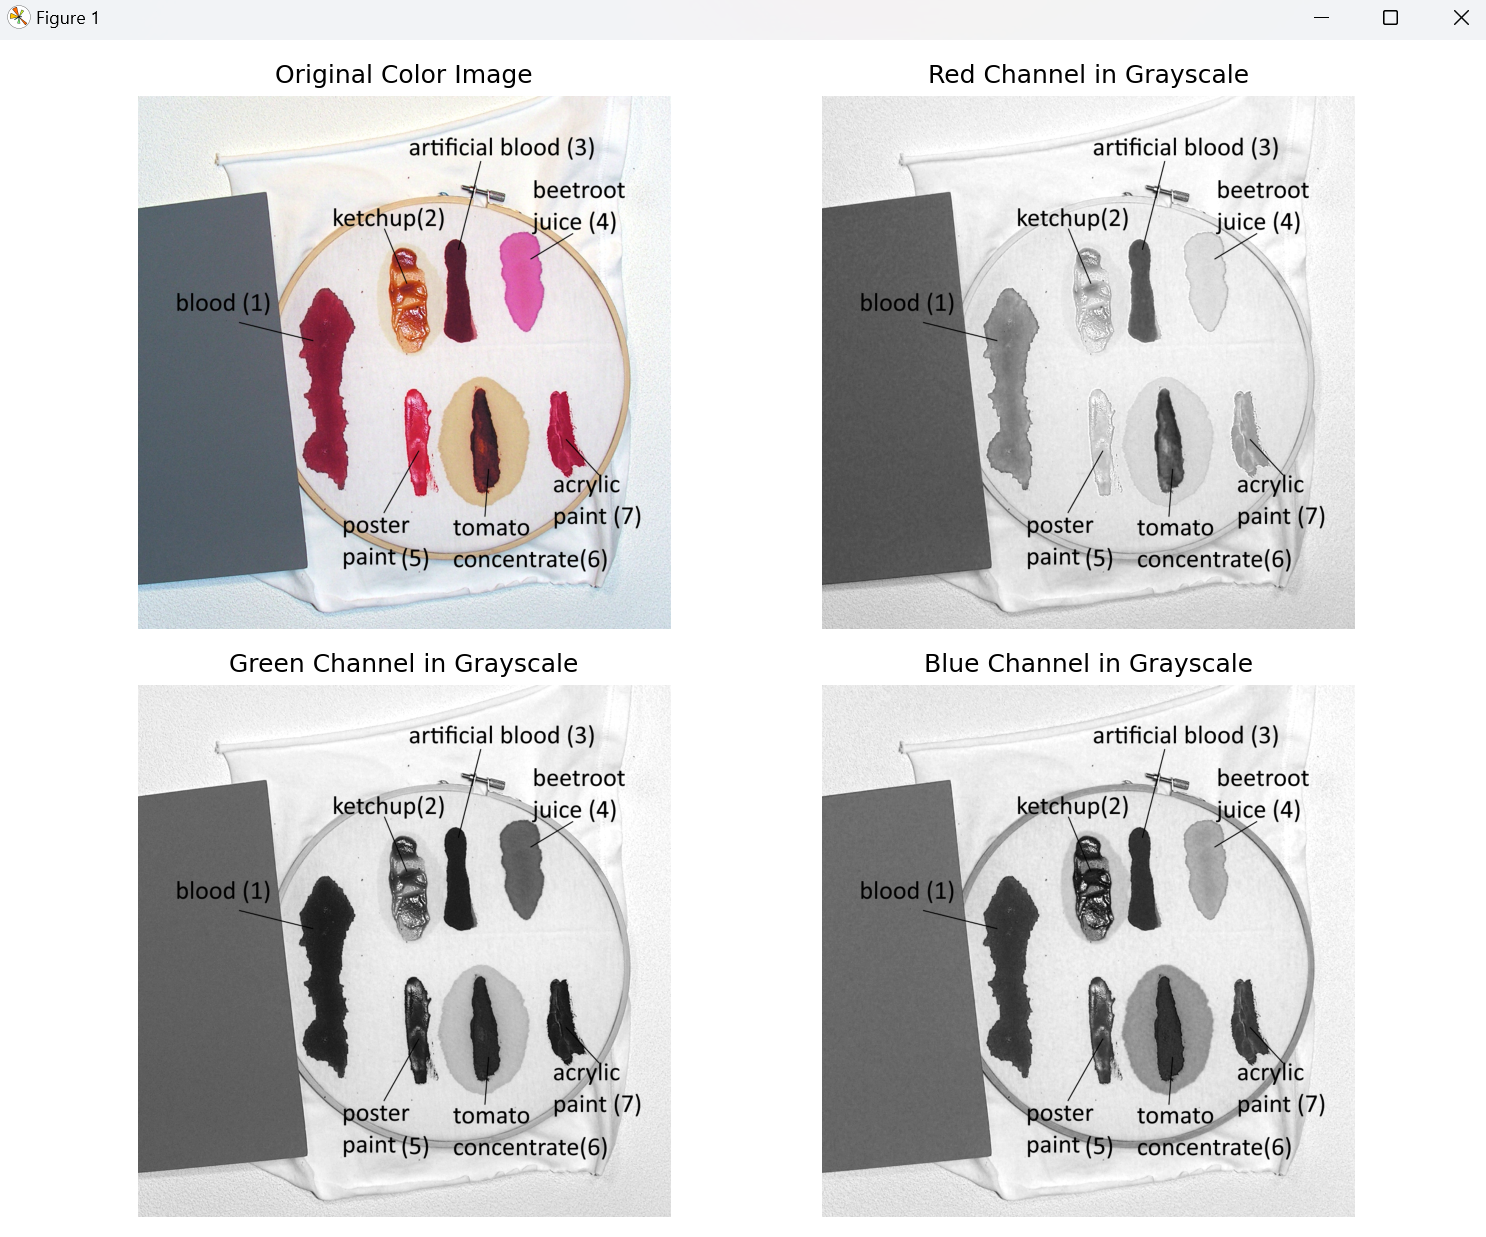 Figure 1
Original Color Image
artificial blood (3)
beetroot
juice (4)
ketchup(2)
blood (1)
acrylic
paint (7)
poster
paint (5)
tomato
concentrate(6)
Red Channel in Grayscale
artificial blood (3)
beetroot
juice (4)
ketchup(2)
blood (1)
acrylic
paint (7)
poster
paint (5)
tomato
concentrate(6)
Green Channel in Grayscale
artificial blood (3)
beetroot
juice (4)
ketchup(2)
blood (1)
acrylic
paint (7)
poster
paint (5)
tomato
concentrate(6)
Blue Channel in Grayscale
artificial blood (3)
beetroot
juice (4)
ketchup(2)
blood (1)
acrylic
paint (7)
poster
paint (5)
tomato
concentrate(6)